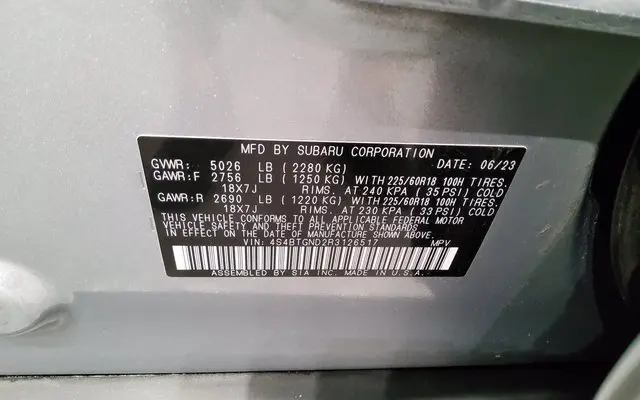 MFD BY SUBARU CORPORATION DATE: 06/23
GVWR: 5026 LB (2280 KG)
GAWR: F 2756 LB (1250 KG) WITH 225/60R18 100H TIRES.
18X7J RIMS. AT 240 KPA (35 PSI) COLD
GAWR: R 2690 LB (1220 KG) WITH 225/60R18 100H TIRES.
18X7J RIMS. AT 230 KPA (33 PSI) COLD
THIS VEHICLE CONFORMS TO ALL APPLICABLE FEDERAL MOTOR
VEHICLE SAFETY AND THEFT PREVENTION STANDARDS
IN EFFECT ON THE DATE OF MANUFACTURE SHOWN ABOVE.
VIN: 4S4BTGND2R3126517 MPV
ASSEMBLED BY SIA INC. MADE IN U.S.A.